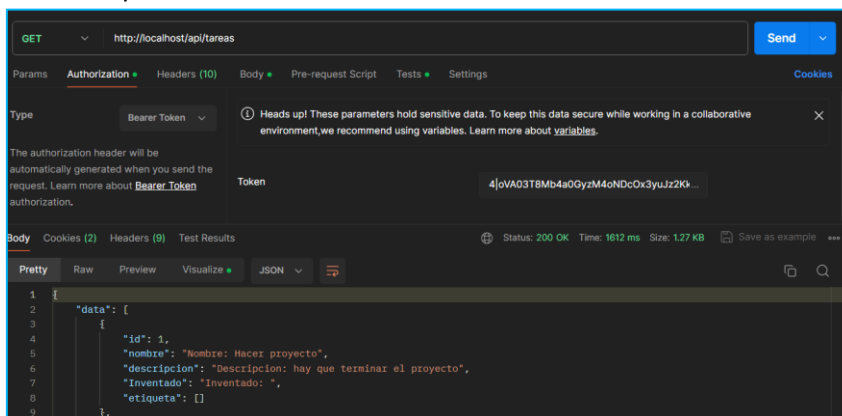 GET http://localhost/api/tareas Send
Params Authorization Headers (10) Body Pre-request Script Tests Settings Cookies
Type Bearer Token
Heads up! These parameters hold sensitive data. To keep this data secure while working in a collaborative
environment,we recommend using variables. Learn more about variables.
The authorization header will be
automatically generated when you send the
request. Learn more about Bearer Token
authorization.
Token 4|oVA03T8Mb4a0GyzM4oNDcOx3yuJz2Kk...
Body Cookies (2) Headers (9) Test Results Status: 200 OK Time: 1612 ms Size: 1.27 KB Save as example
Pretty Raw Preview Visualize JSON
1 {
2 "data": [
3 {
4 "id": 1,
5 "nombre": "Nombre: Hacer proyecto",
6 "descripcion": "Descripcion: hay que terminar el proyecto",
7 "Inventado": "Inventado: ",
8 "etiqueta": []
9 },